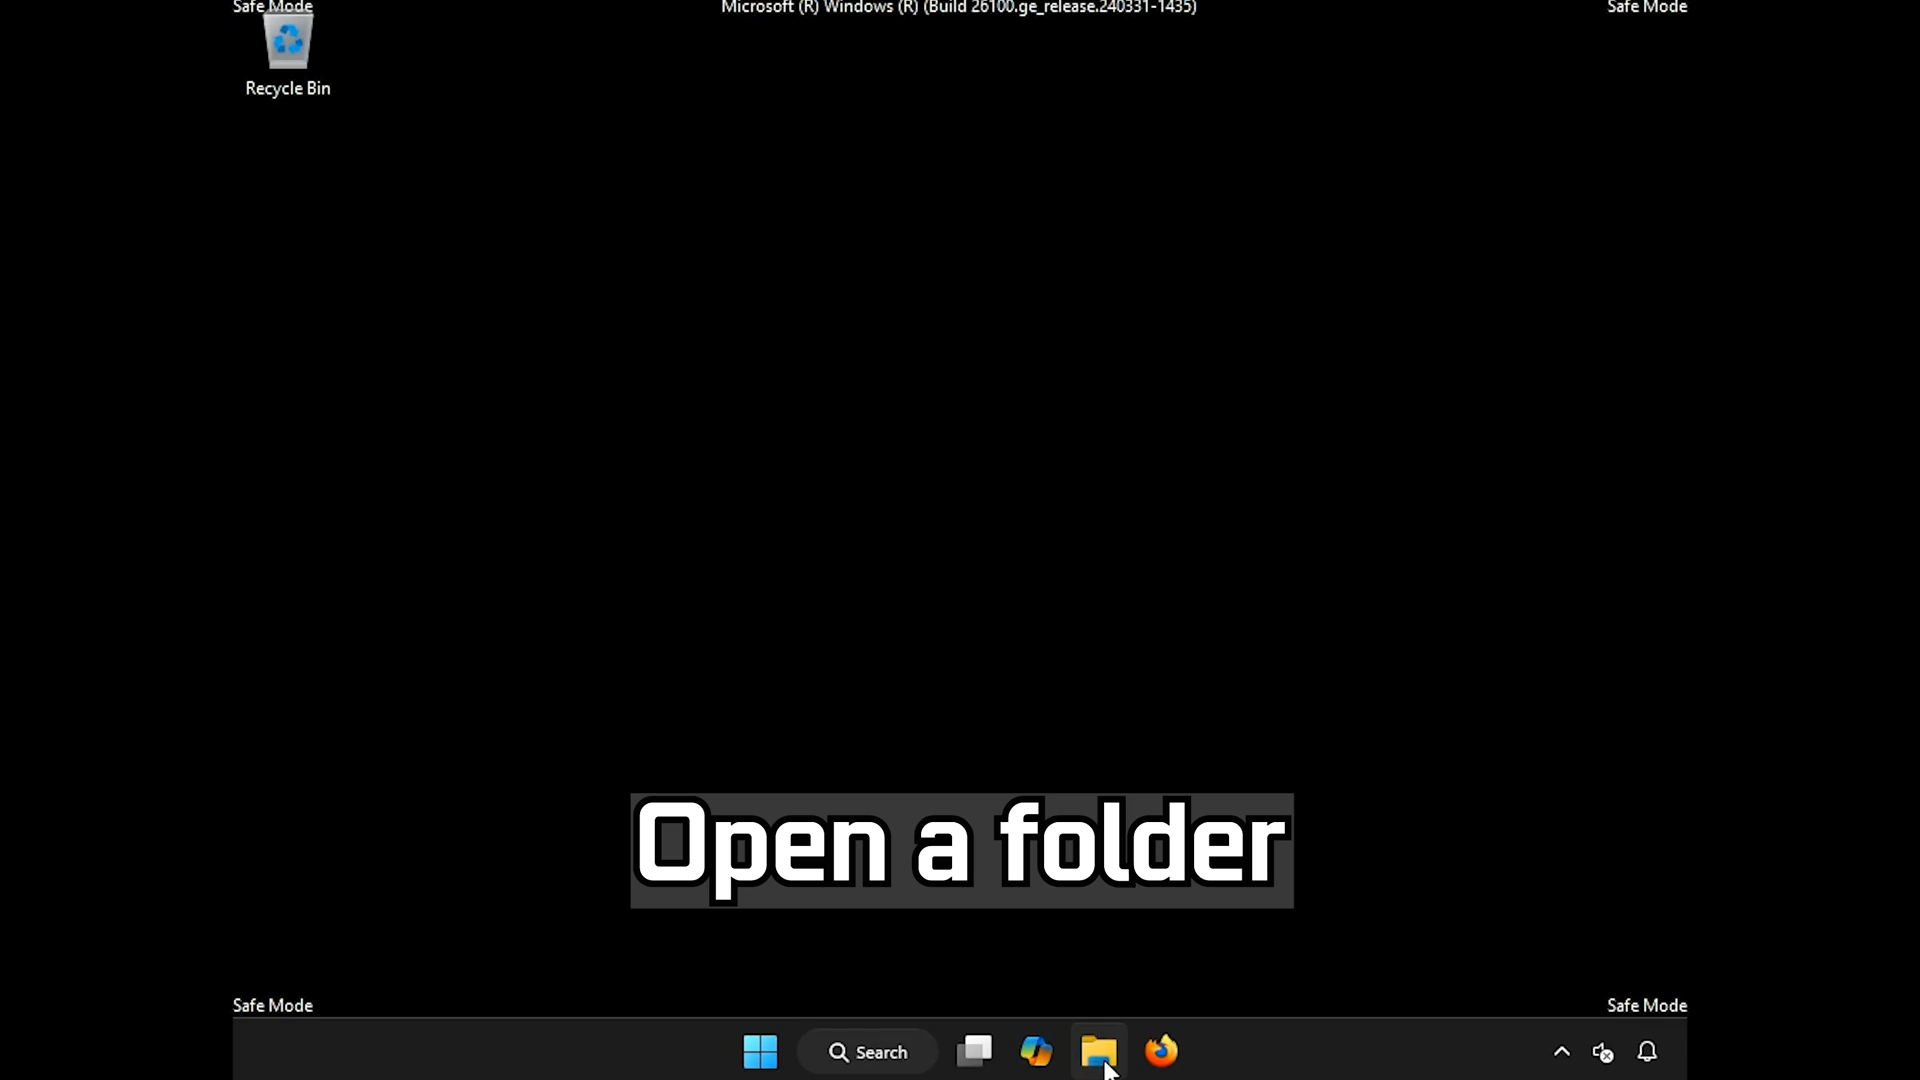 Safe Mode
Microsoft (R) Windows (R) (Build 26100.ge_release.240331-1435)
Safe Mode
Recycle Bin
Open a folder
Safe Mode
Safe Mode
Search